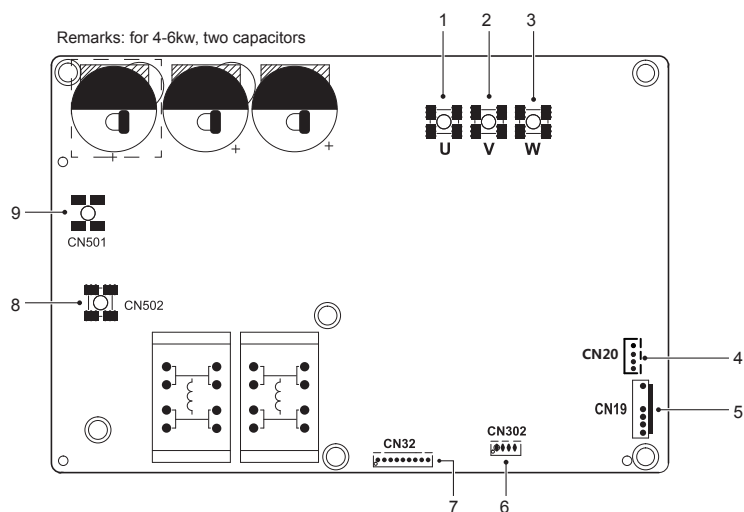 Remarks: for 4-6kw, two capacitors
1 2 3
U V W
9
CN501
8 CN502
CN20 4
CN19 5
CN32 CN302
7 6